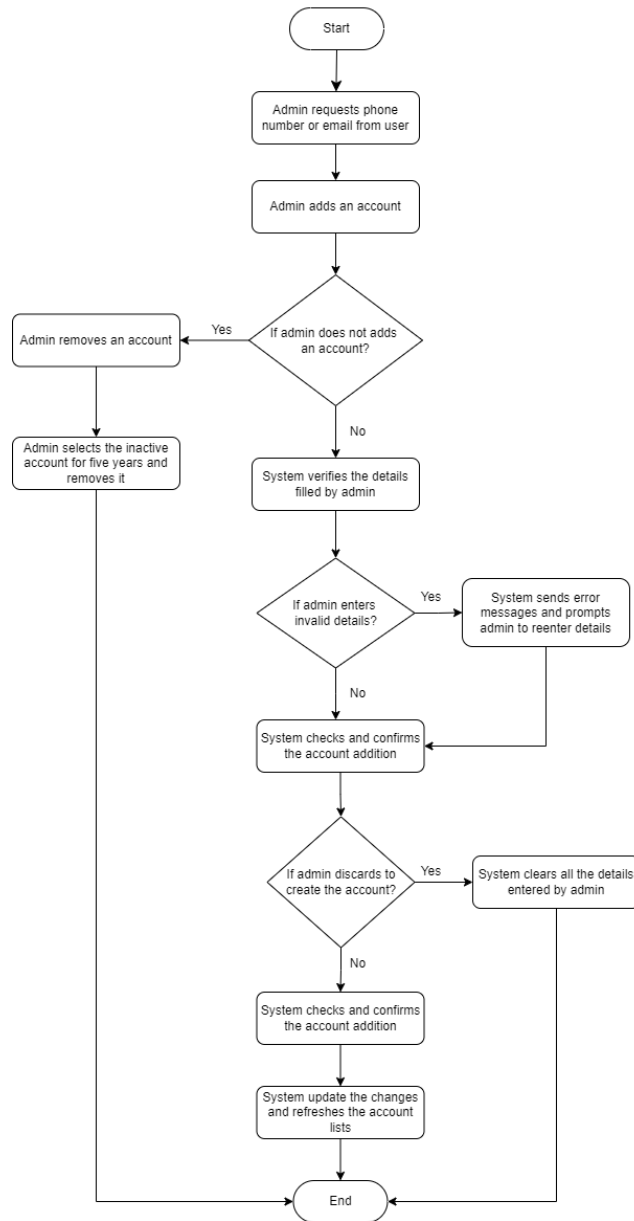 Start
Admin requests phone
number or email from user
Admin adds an account
If admin does not adds
an account?
Yes
Admin removes an account
Admin selects the inactive
account for five years and
removes it
No
System verifies the details
filled by admin
If admin enters
invalid details?
Yes
System sends error
messages and prompts
admin to reenter details
No
System checks and confirms
the account addition
If admin discards to
create the account?
Yes
System clears all the details
entered by admin
No
System checks and confirms
the account addition
System update the changes
and refreshes the account
lists
End